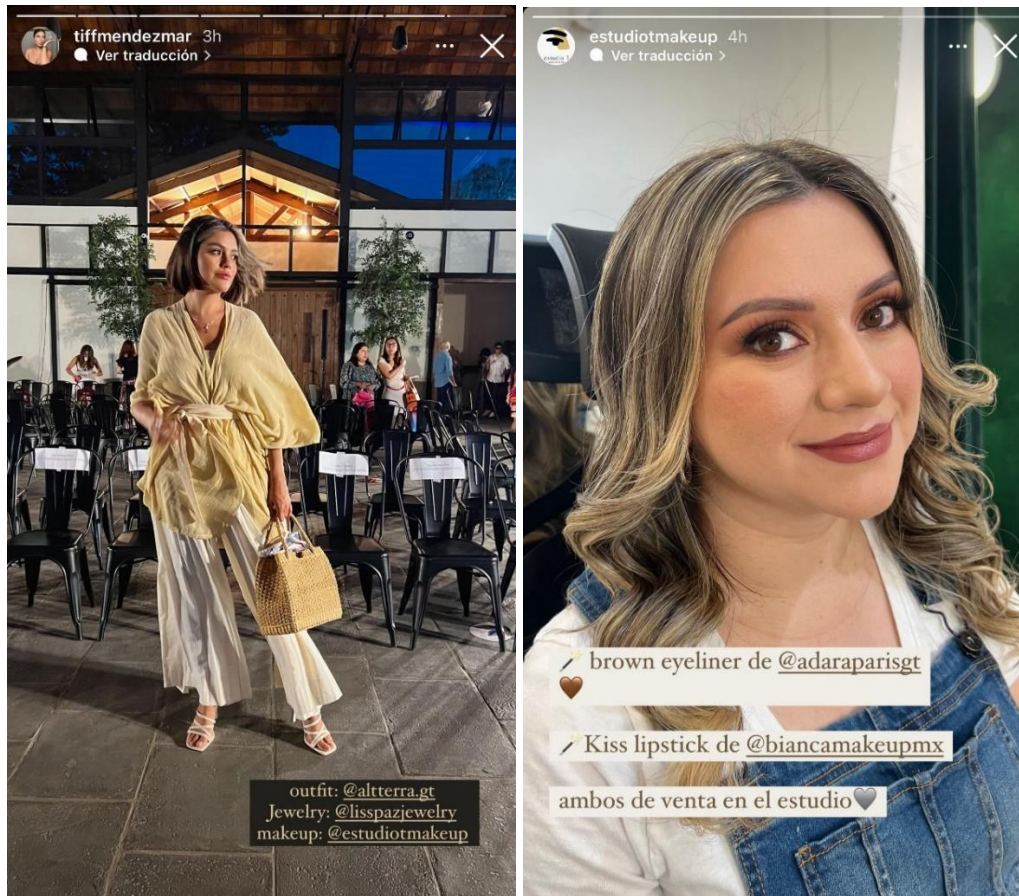 tiffmendezmar 3h
Ver traducción >
outfit: @altterra.gt
Jewelry: @lisspazjewelry
makeup: @estudiotmakeup
estudiotmakeup 4h
Ver traducción >
brown eyeliner de @adaraparisgt
Kiss lipstick de @biancamakeupmx
ambos de venta en el estudio